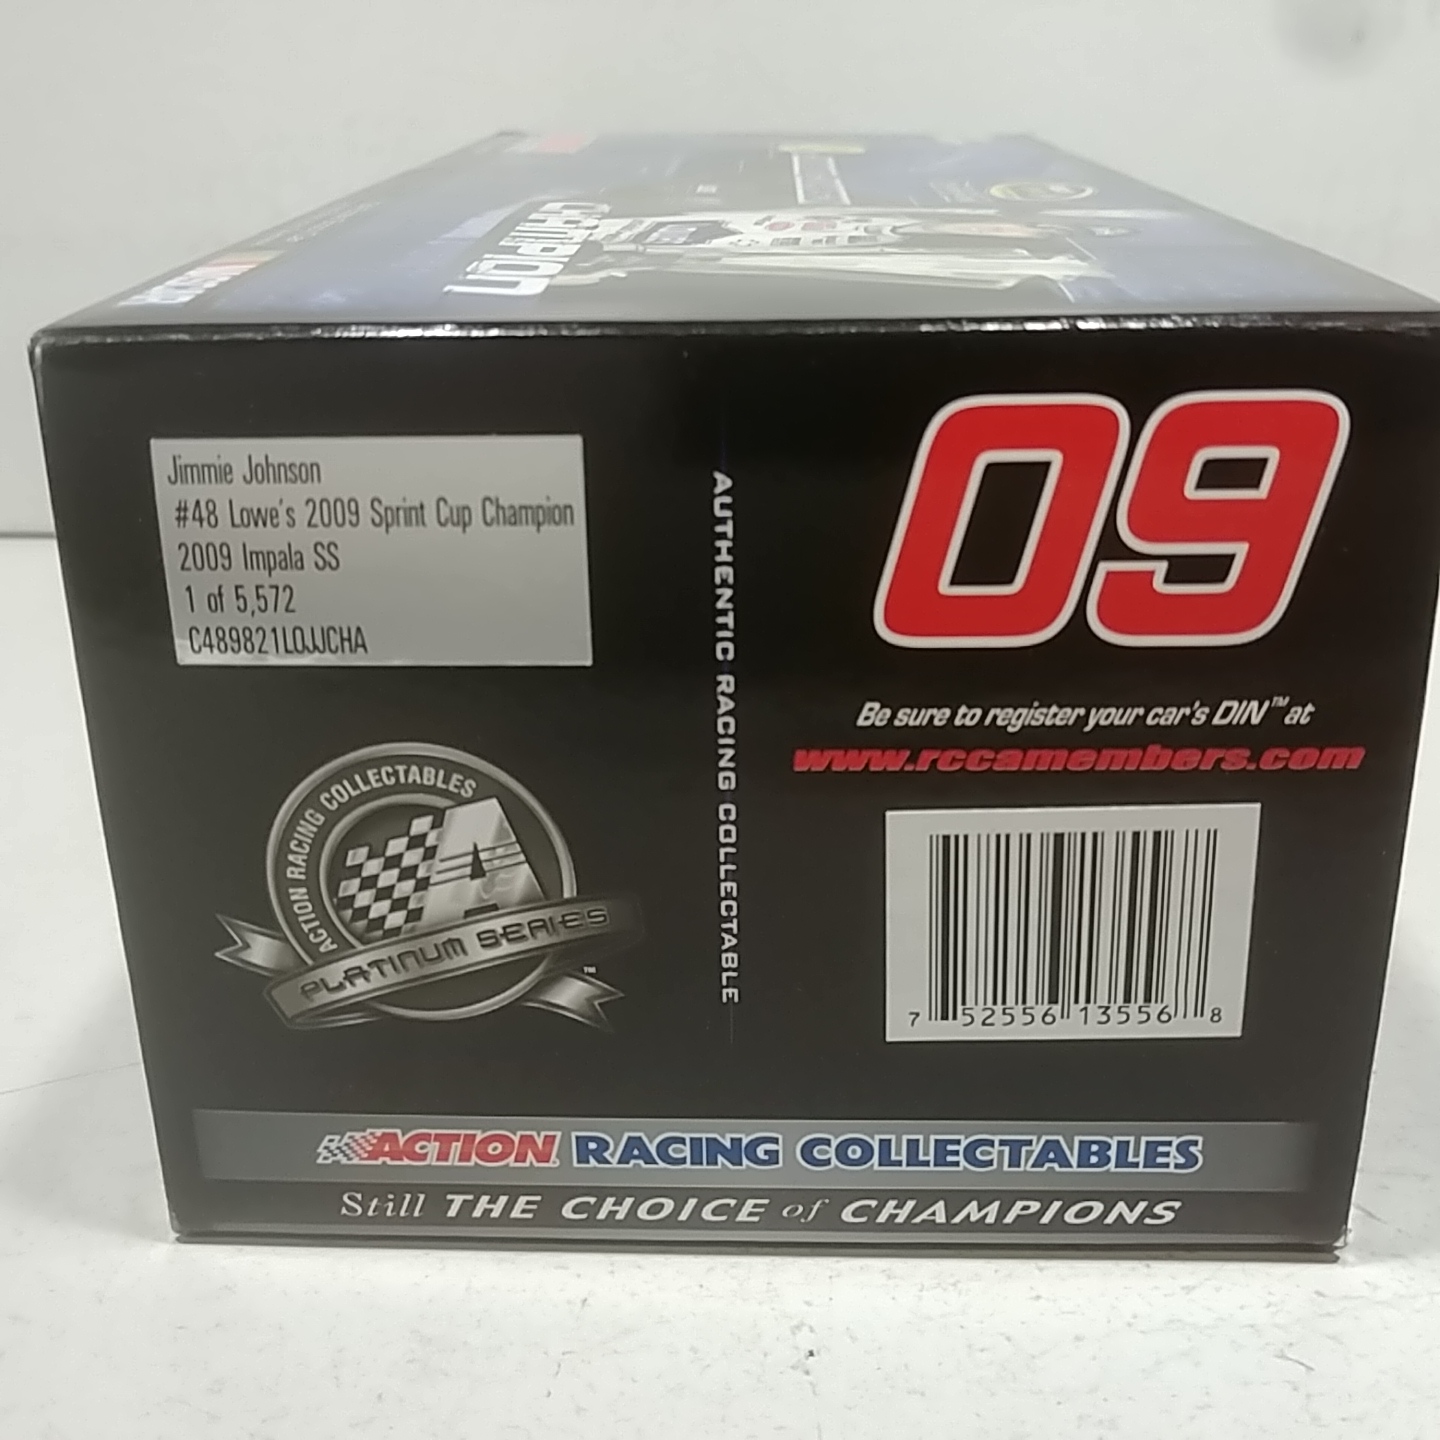 CHAMPION
Jimmie Johnson
#48 Lowe's 2009 Sprint Cup Champion
2009 Impala SS
1 of 5,572
C489821LOJJCHA
ACTION RACING COLLECTABLES
PLATINUM SERIES™
AUTHENTIC RACING COLLECTABLE
09
Be sure to register your car's DIN™ at
www.rccamembers.com
7 52556 13556 8
ACTION RACING COLLECTABLES
Still THE CHOICE of CHAMPIONS